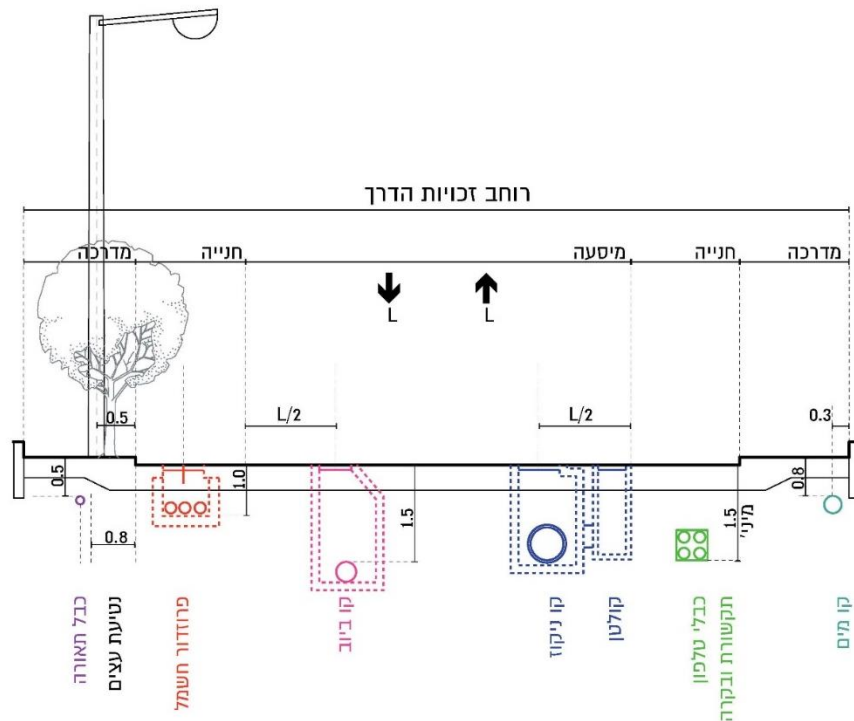 רוחב זכויות הדרך
מדרכה
חנייה
מיסעה
חנייה
מדרכה
L
L
0.5
L/2
L/2
0.3
0.5
1.0
1.5
1.5
מיני'
0.8
0.8
קו מים
כבלי טלפון
תקשורת ובקרה
קולטן
קו ניקוז
קו ביוב
פרוזדור חשמל
נטיעת עצים
כבל תאורה